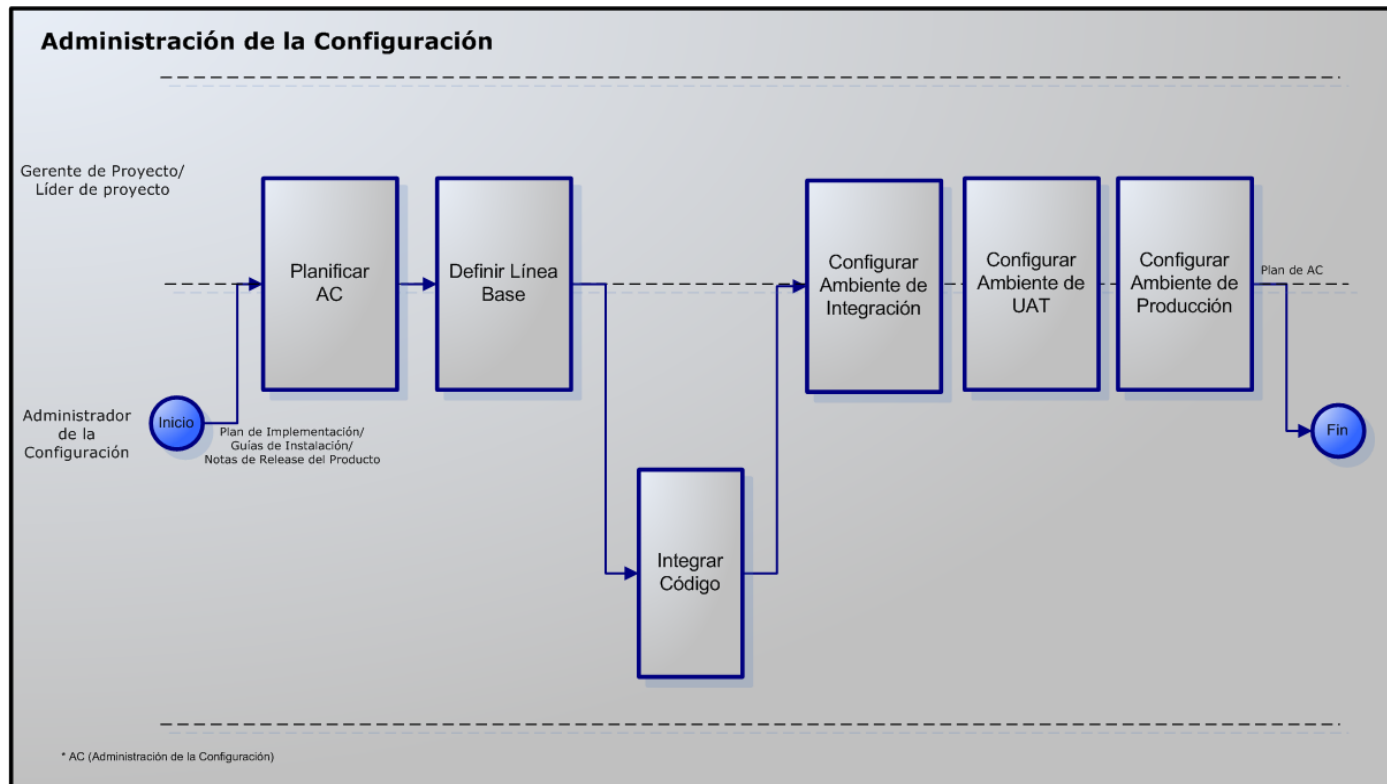 Administración de la Configuración
Gerente de Proyecto/
Líder de proyecto
Planificar
AC
Definir Línea
Base
Configurar
Ambiente de
Integración
Configurar
Ambiente de
UAT
Configurar
Ambiente de
Producción
Plan de AC
Administrador
de la
Configuración
Inicio
Plan de Implementación/
Guías de Instalación/
Notas de Release del Producto
Fin
Integrar
Código
* AC (Administración de la Configuración)